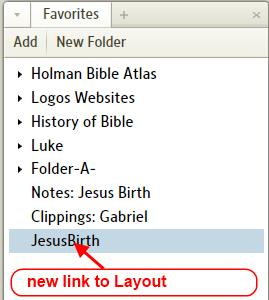 Favorites
Add New Folder
Holman Bible Atlas
Logos Websites
History of Bible
Luke
Folder-A-
Notes: Jesus Birth
Clippings: Gabriel
JesusBirth
new link to Layout